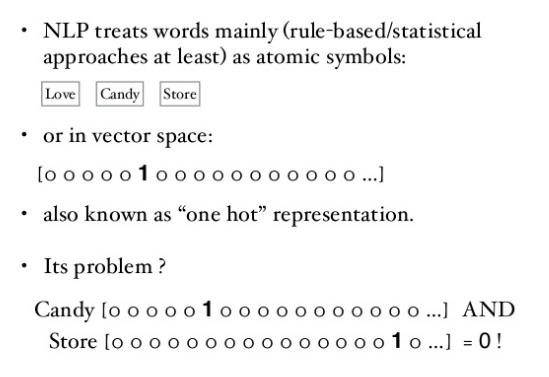 • NLP treats words mainly (rule-based/statistical
approaches at least) as atomic symbols:
Love Candy Store
• or in vector space:
[0 0 0 0 0 1 0 0 0 0 0 0 0 0 0 0 0 ...]
• also known as “one hot” representation.
• Its problem ?
Candy [0 0 0 0 0 1 0 0 0 0 0 0 0 0 0 0 0 ...] AND
Store [0 0 0 0 0 0 0 0 0 0 0 0 0 0 0 1 0 ...] = 0 !